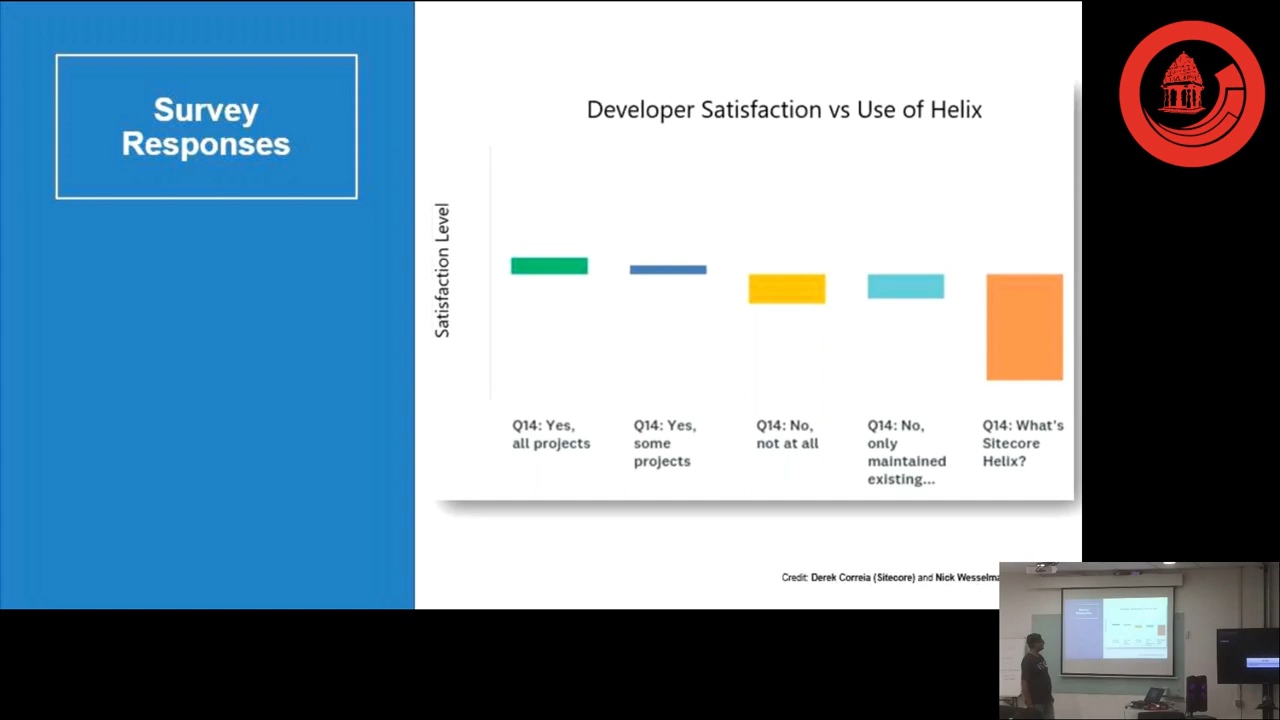 Survey
Responses
Developer Satisfaction vs Use of Helix
Satisfaction Level
Q14: Yes,
all projects
Q14: Yes,
some
projects
Q14: No,
not at all
Q14: No,
only
maintained
existing...
Q14: What's
Sitecore
Helix?
Credit: Derek Correia (Sitecore) and Nick